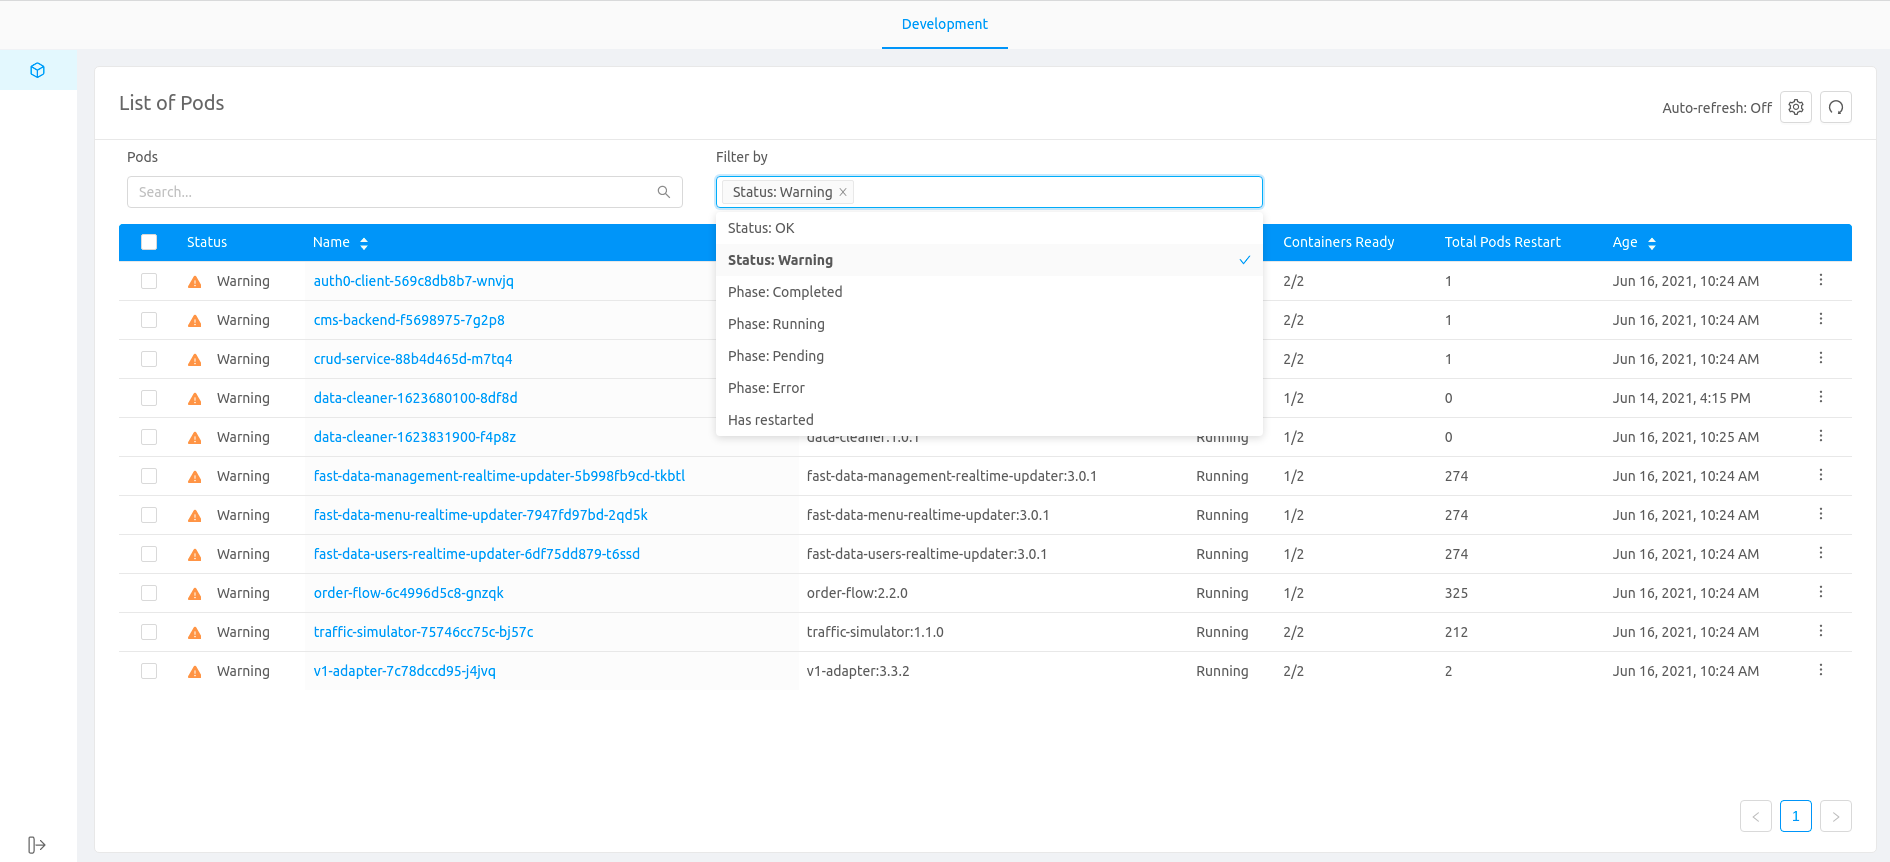 Development
List of Pods
Auto-refresh: Off
Pods
Filter by
Search...
Status: Warning
Status: OK
Status: Warning
Phase: Completed
Phase: Running
Phase: Pending
Phase: Error
Has restarted
Status Name Containers Ready Total Pods Restart Age
Warning auth0-client-569c8db8b7-wnvjq 2/2 1 Jun 16, 2021, 10:24 AM
Warning cms-backend-f5698975-7g2p8 2/2 1 Jun 16, 2021, 10:24 AM
Warning crud-service-88b4d465d-m7tq4 2/2 1 Jun 16, 2021, 10:24 AM
Warning data-cleaner-1623680100-8df8d 1/2 0 Jun 14, 2021, 4:15 PM
Warning data-cleaner-1623831900-f4p8z data-cleaner:1.0.1 Running 1/2 0 Jun 16, 2021, 10:25 AM
Warning fast-data-management-realtime-updater-5b998fb9cd-tkbtl fast-data-management-realtime-updater:3.0.1 Running 1/2 274 Jun 16, 2021, 10:24 AM
Warning fast-data-menu-realtime-updater-7947fd97bd-2qd5k fast-data-menu-realtime-updater:3.0.1 Running 1/2 274 Jun 16, 2021, 10:24 AM
Warning fast-data-users-realtime-updater-6df75dd879-t6ssd fast-data-users-realtime-updater:3.0.1 Running 1/2 274 Jun 16, 2021, 10:24 AM
Warning order-flow-6c4996d5c8-gnzqk order-flow:2.2.0 Running 1/2 325 Jun 16, 2021, 10:24 AM
Warning traffic-simulator-75746cc75c-bj57c traffic-simulator:1.1.0 Running 2/2 212 Jun 16, 2021, 10:24 AM
Warning v1-adapter-7c78dccd95-j4jvq v1-adapter:3.3.2 Running 2/2 2 Jun 16, 2021, 10:24 AM
1